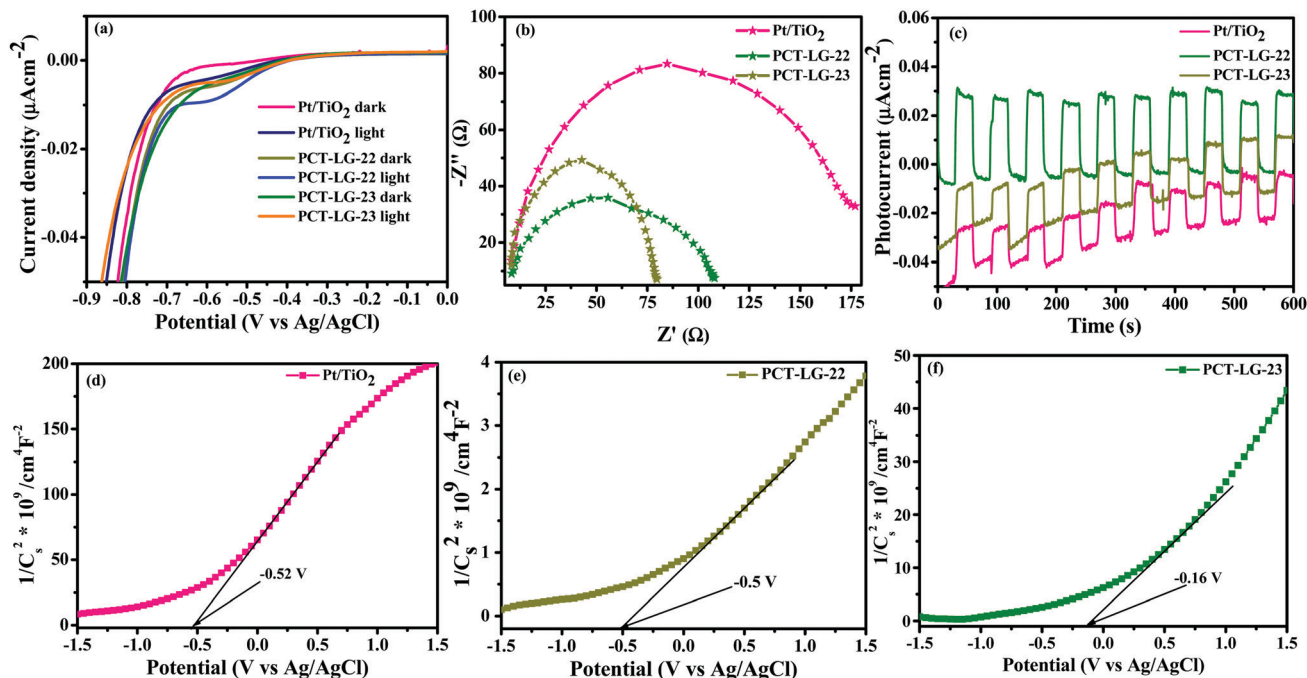 (a)
Current density (µAcm⁻²)
0.00
-0.01
-0.02
-0.04
Pt/TiO₂ dark
Pt/TiO₂ light
PCT-LG-22 dark
PCT-LG-22 light
PCT-LG-23 dark
PCT-LG-23 light
-0.9 -0.8 -0.7 -0.6 -0.5 -0.4 -0.3 -0.2 -0.1 0.0
Potential (V vs Ag/AgCl)
(b)
-Z'' (Ω)
100
80
60
40
20
Pt/TiO₂
PCT-LG-22
PCT-LG-23
25 50 75 100 125 150 175
Z' (Ω)
(c)
Photocurrent (µAcm⁻²)
0.06
0.04
0.02
0.00
-0.02
-0.04
Pt/TiO₂
PCT-LG-22
PCT-LG-23
0 100 200 300 400 500 600
Time (s)
(d)
1/Cₛ² * 10⁹ /cm⁴F⁻²
200
150
100
50
0
Pt/TiO₂
-0.52 V
-1.5 -1.0 -0.5 0.0 0.5 1.0 1.5
Potential (V vs Ag/AgCl)
(e)
1/Cs² * 10⁹ /cm⁴F⁻²
4
3
2
1
0
PCT-LG-22
-0.5 V
-1.5 -1.0 -0.5 0.0 0.5 1.0 1.5
Potential (V vs Ag/AgCl)
(f)
1/Cₛ² * 10⁹ /cm⁴F⁻²
50
40
30
20
10
0
PCT-LG-23
-0.16 V
-1.5 -1.0 -0.5 0.0 0.5 1.0 1.5
Potential (V vs Ag/AgCl)